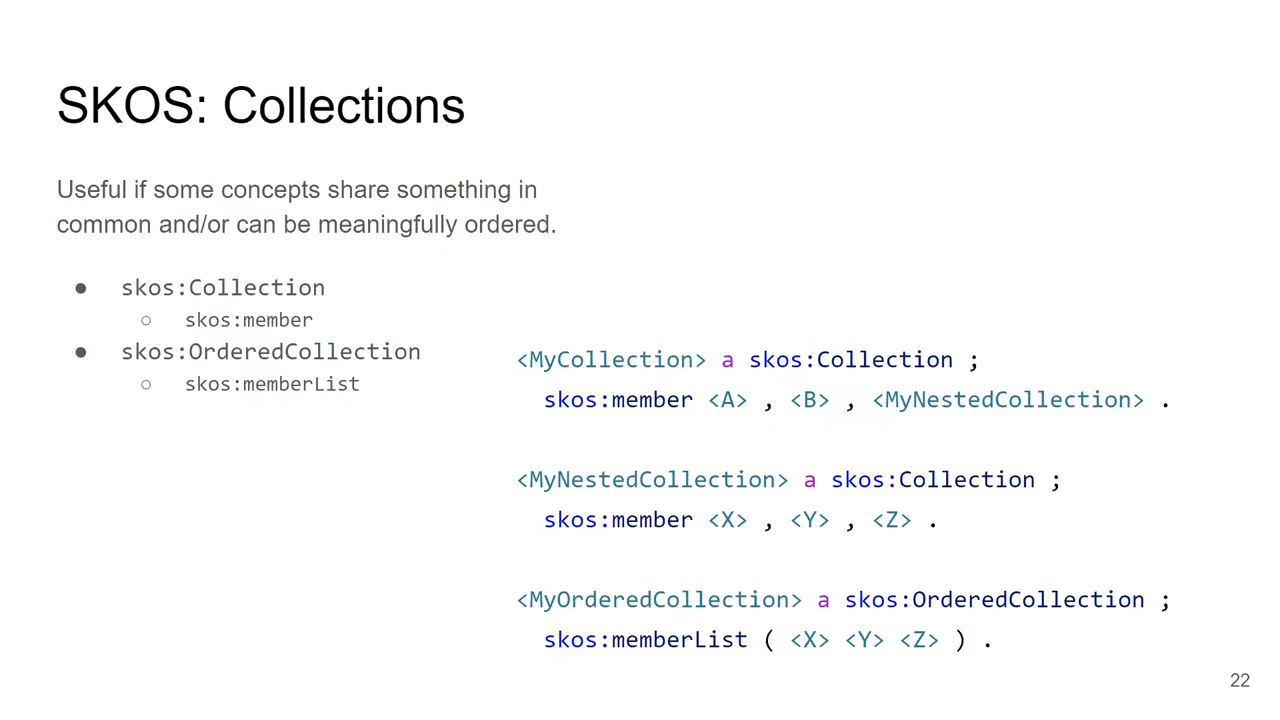 SKOS: Collections
Useful if some concepts share something in
common and/or can be meaningfully ordered.
● skos:Collection
○ skos:member
● skos:OrderedCollection
○ skos:memberList
<MyCollection> a skos:Collection ;
skos:member <A> , <B> , <MyNestedCollection> .
<MyNestedCollection> a skos:Collection ;
skos:member <X> , <Y> , <Z> .
<MyOrderedCollection> a skos:OrderedCollection ;
skos:memberList ( <X> <Y> <Z> ) .
22